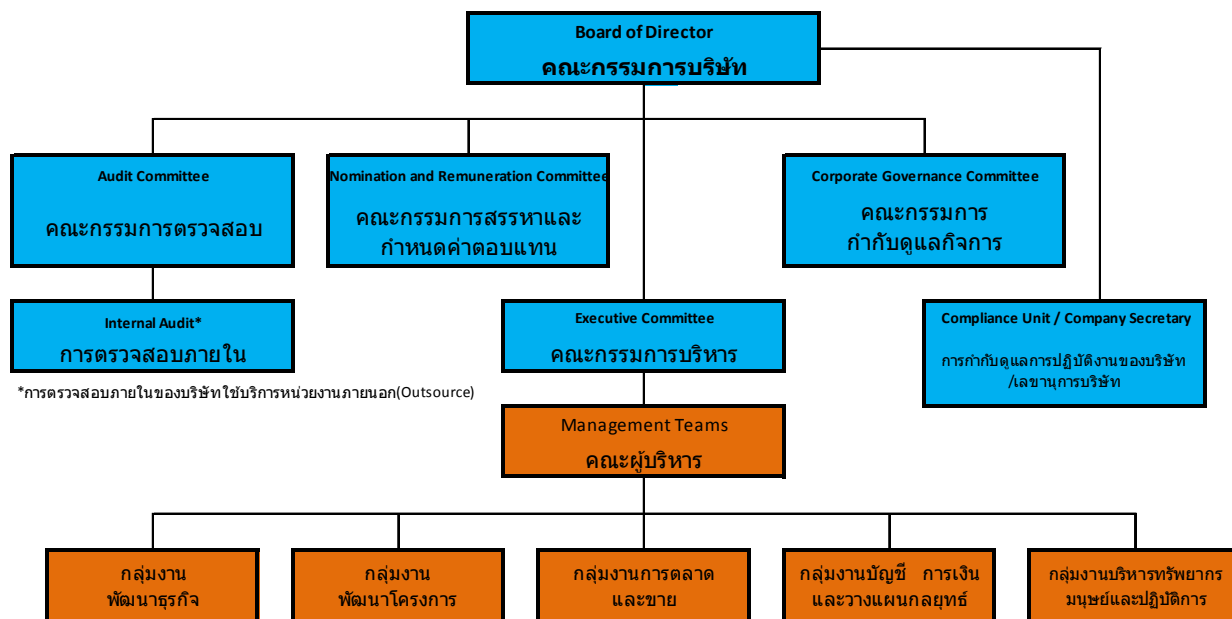 Board of Director
คณะกรรมการบริษัท
Audit Committee
คณะกรรมการตรวจสอบ
Nomination and Remuneration Committee
คณะกรรมการสรรหาและ
กำหนดค่าตอบแทน
Corporate Governance Committee
คณะกรรมการ
กำกับดูแลกิจการ
Internal Audit*
การตรวจสอบภายใน
*การตรวจสอบภายในของบริษัทใช้บริการหน่วยงานภายนอก(Outsource)
Executive Committee
คณะกรรมการบริหาร
Compliance Unit / Company Secretary
การกำกับดูแลการปฏิบัติงานของบริษัท
/เลขานุการบริษัท
Management Teams
คณะผู้บริหาร
กลุ่มงาน
พัฒนาธุรกิจ
กลุ่มงาน
พัฒนาโครงการ
กลุ่มงานการตลาด
และขาย
กลุ่มงานบัญชี การเงิน
และวางแผนกลยุทธ์
กลุ่มงานบริหารทรัพยากร
มนุษย์และปฏิบัติการ